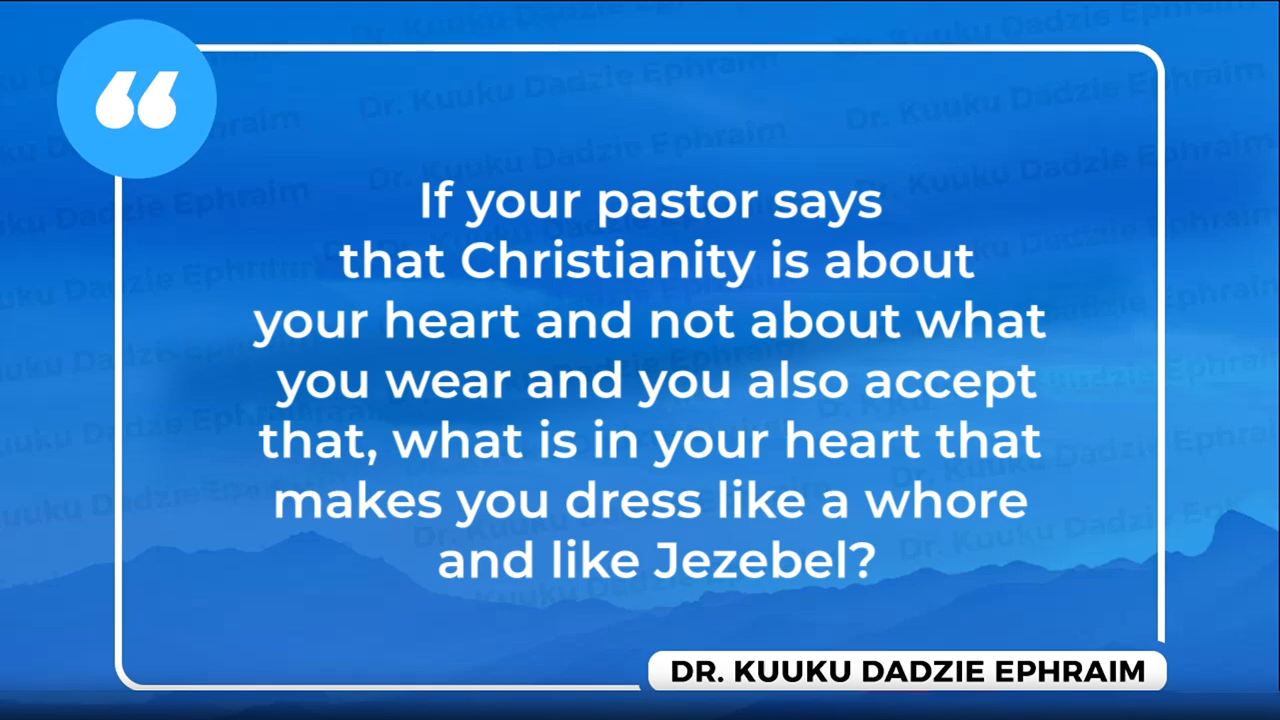 If your pastor says
that Christianity is about
your heart and not about what
you wear and you also accept
that, what is in your heart that
makes you dress like a whore
and like Jezebel?
DR. KUUKU DADZIE EPHRAIM